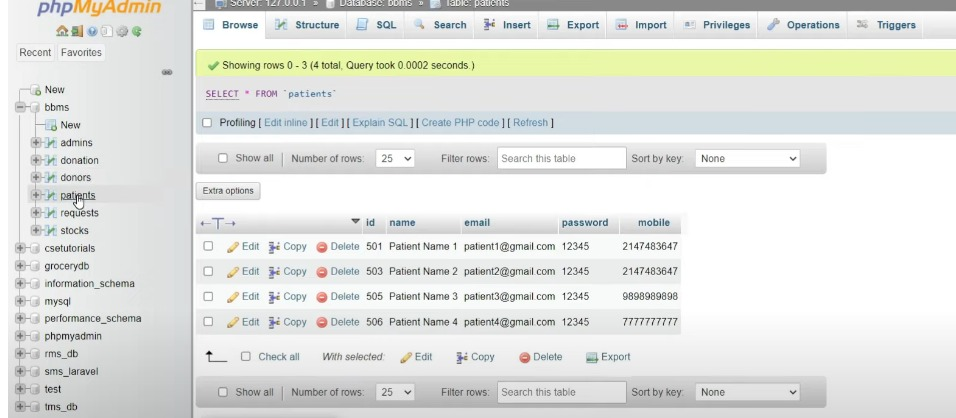 phpMyAdmin
Recent Favorites
New
bbms
New
admins
donation
donors
patients
requests
stocks
csetutorials
grocerydb
information_schema
mysql
performance_schema
phpmyadmin
rms_db
sms_laravel
test
tms_db
Server: 127.0.0.1 » Database: bbms » Table: patients
Browse Structure SQL Search Insert Export Import Privileges Operations Triggers
Showing rows 0 - 3 (4 total, Query took 0.0002 seconds.)
SELECT * FROM `patients`
Profiling [ Edit inline ] [ Edit ] [ Explain SQL ] [ Create PHP code ] [ Refresh ]
Show all | Number of rows: 25 Filter rows: Search this table Sort by key: None
Extra options
←T→ id name email password mobile
Edit Copy Delete 501 Patient Name 1 patient1@gmail.com 12345 2147483647
Edit Copy Delete 503 Patient Name 2 patient2@gmail.com 12345 2147483647
Edit Copy Delete 505 Patient Name 3 patient3@gmail.com 12345 9898989898
Edit Copy Delete 506 Patient Name 4 patient4@gmail.com 12345 7777777777
Check all With selected: Edit Copy Delete Export
Show all | Number of rows: 25 Filter rows: Search this table Sort by key: None